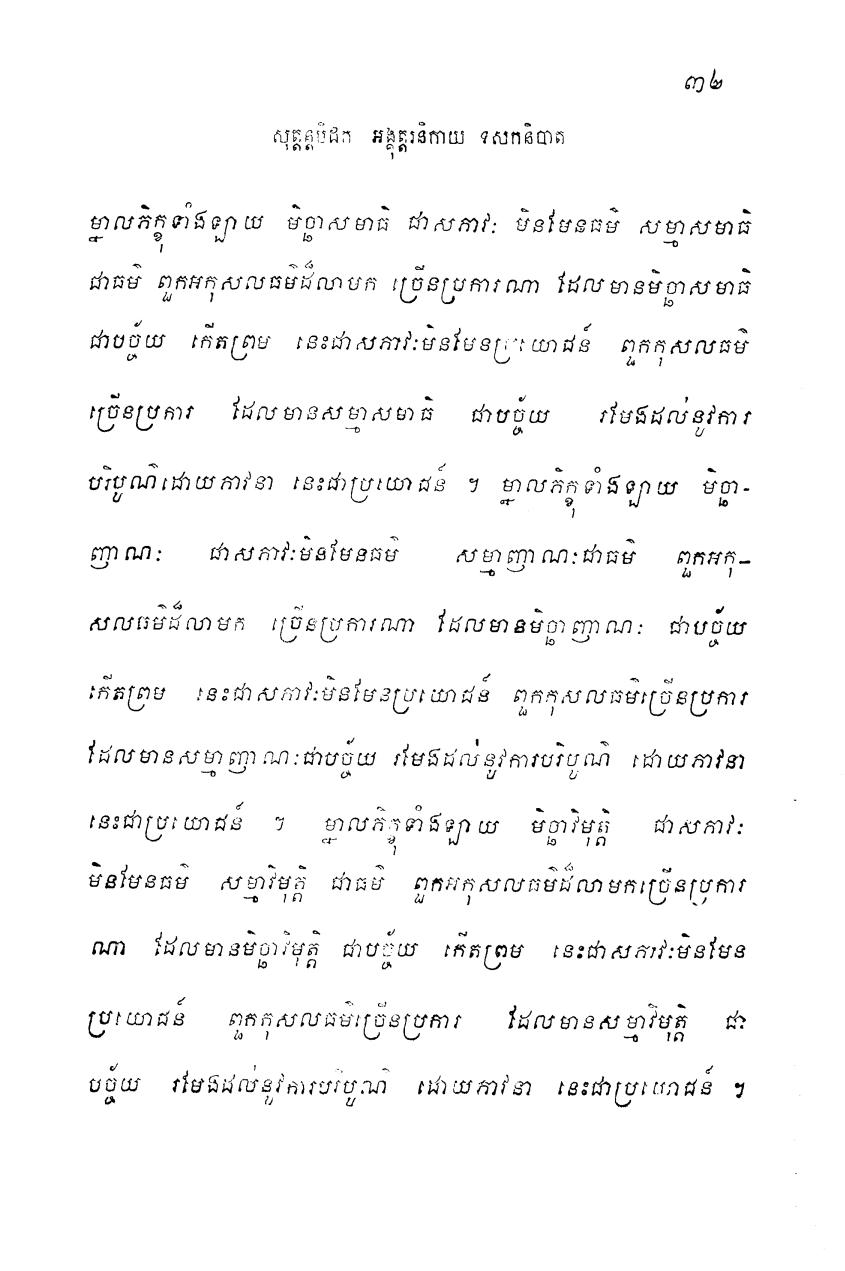 ៣២
សុត្តន្តបិដក អង្គុត្តរនិកាយ ទសកនិបាត
ម្នាលភិក្ខុទាំងឡាយ មិច្ឆាសមាធិ ជាសភាវៈ មិនមែនធម៌ សម្មាសមាធិ
ជាធម៌ ពួកអកុសលធម៌ដ៏លាមក ច្រើនប្រការណា ដែលមានមិច្ឆាសមាធិ
ជាបច្ច័យ កើតព្រម នេះជាសភាវៈមិនមែនប្រយោជន៍ ពួកកុសលធម៌
ច្រើនប្រការ ដែលមានសម្មាសមាធិ ជាបច្ច័យ រមែងដល់នូវការ
បរិបូណ៌ដោយភាវនា នេះជាប្រយោជន៍ ។ ម្នាលភិក្ខុទាំងឡាយ មិច្ឆា-
ញាណៈ ជាសភាវៈមិនមែនធម៌ សម្មាញាណៈជាធម៌ ពួកអកុ-
សលធម៌ដ៏លាមក ច្រើនប្រការណា ដែលមានមិច្ឆាញាណៈ ជាបច្ច័យ
កើតព្រម នេះជាសភាវៈមិនមែនប្រយោជន៍ ពួកកុសលធម៌ច្រើនប្រការ
ដែលមានសម្មាញាណៈជាបច្ច័យ រមែងដល់នូវការបរិបូណ៌ ដោយភាវនា
នេះជាប្រយោជន៍ ។ ម្នាលភិក្ខុទាំងឡាយ មិច្ឆាវិមុត្តិ ជាសភាវៈ
មិនមែនធម៌ សម្មាវិមុត្តិ ជាធម៌ ពួកអកុសលធម៌ដ៏លាមកច្រើនប្រការ
ណា ដែលមានមិច្ឆាវិមុត្តិ ជាបច្ច័យ កើតព្រម នេះជាសភាវៈមិនមែន
ប្រយោជន៍ ពួកកុសលធម៌ច្រើនប្រការ ដែលមានសម្មាវិមុត្តិ ជា
បច្ច័យ រមែងដល់នូវការបរិបូណ៌ ដោយភាវនា នេះជាប្រយោជន៍ ។